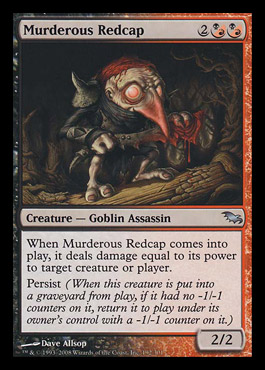 Murderous Redcap 2
Creature — Goblin Assassin
When Murderous Redcap comes into
play, it deals damage equal to its power
to target creature or player.
Persist (When this creature is put into
a graveyard from play, if it had no -1/-1
counters on it, return it to play under its
owner's control with a -1/-1 counter on it.)
2/2
Dave Allsop
™ & © 1993-2008 Wizards of the Coast, Inc.